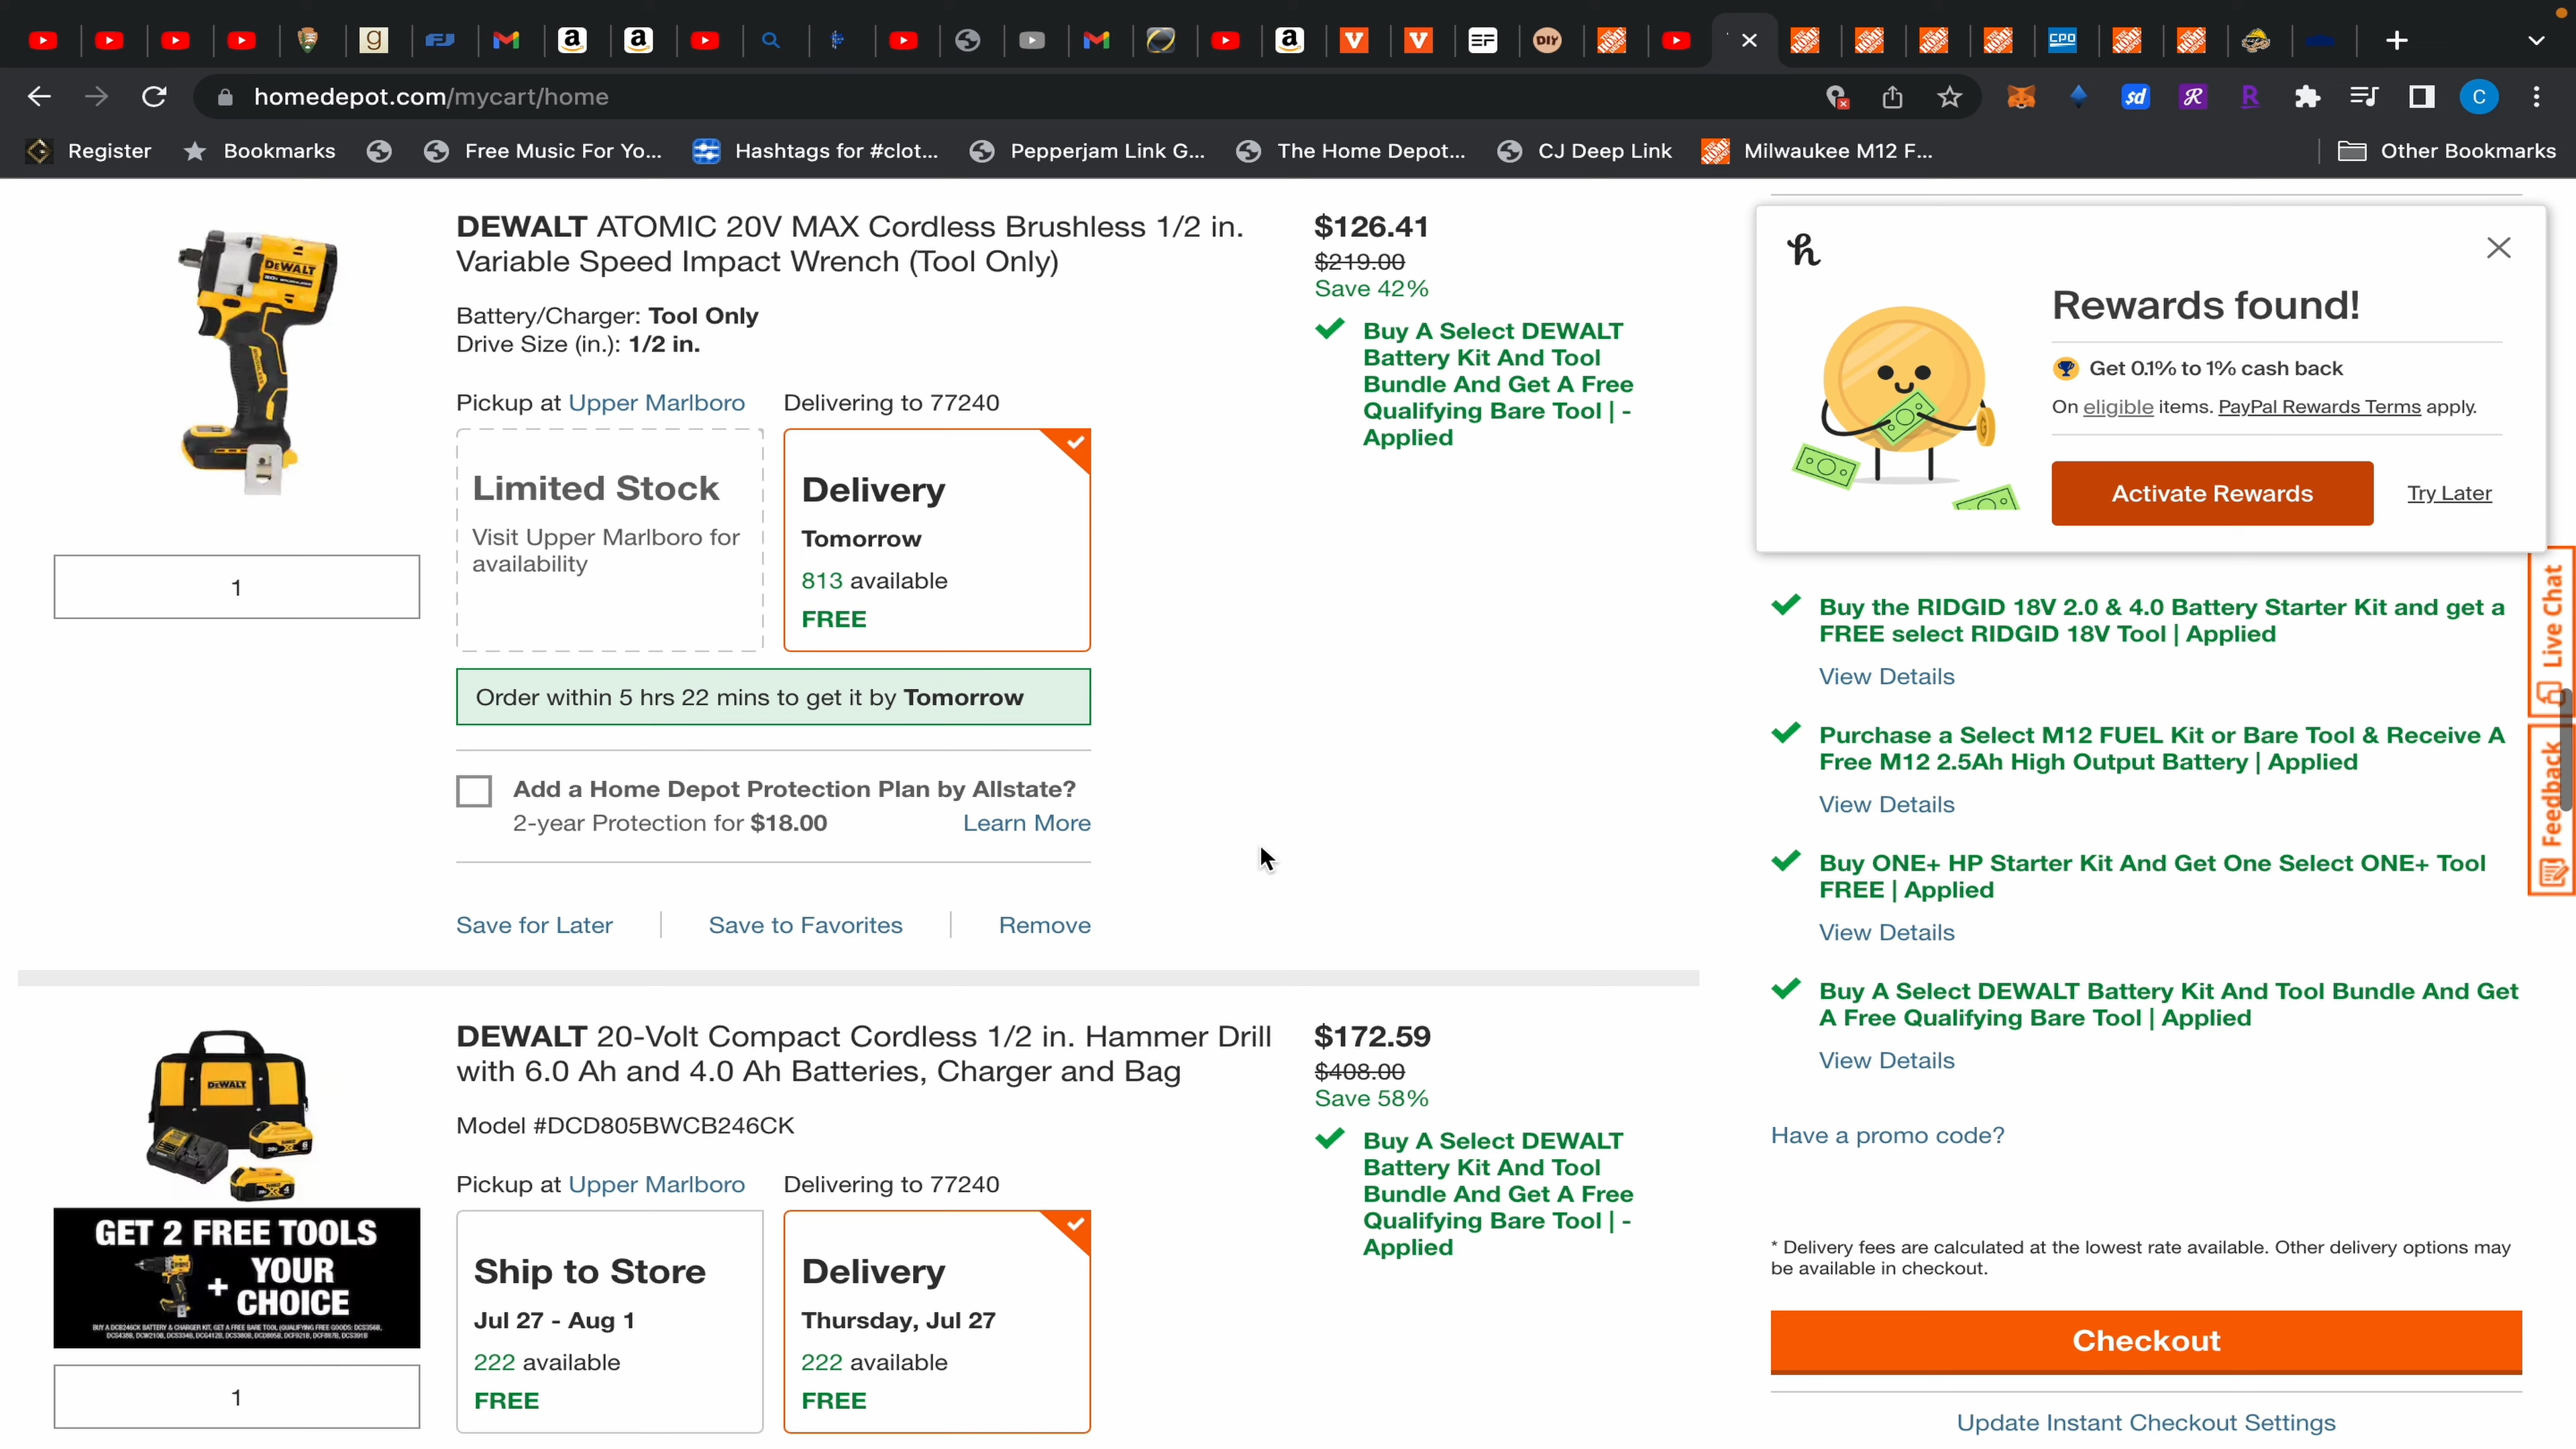 homedepot.com/mycart/home
Register
Bookmarks
Free Music For Yo...
Hashtags for #clot...
Pepperjam Link G...
The Home Depot...
CJ Deep Link
Milwaukee M12 F...
Other Bookmarks
DEWALT ATOMIC 20V MAX Cordless Brushless 1/2 in.
Variable Speed Impact Wrench (Tool Only)
Battery/Charger: Tool Only
Drive Size (in.): 1/2 in.
Pickup at Upper Marlboro
Limited Stock
Visit Upper Marlboro for
availability
Delivering to 77240
Delivery
Tomorrow
813 available
FREE
Order within 5 hrs 22 mins to get it by Tomorrow
Add a Home Depot Protection Plan by Allstate?
2-year Protection for $18.00
Learn More
Save for Later
Save to Favorites
Remove
1
$126.41
$219.00
Save 42%
Buy A Select DEWALT
Battery Kit And Tool
Bundle And Get A Free
Qualifying Bare Tool | -
Applied
DEWALT 20-Volt Compact Cordless 1/2 in. Hammer Drill
with 6.0 Ah and 4.0 Ah Batteries, Charger and Bag
Model #DCD805BWCB246CK
Pickup at Upper Marlboro
Ship to Store
Jul 27 - Aug 1
222 available
FREE
Delivering to 77240
Delivery
Thursday, Jul 27
222 available
FREE
GET 2 FREE TOOLS
+ YOUR
CHOICE
1
$172.59
$408.00
Save 58%
Buy A Select DEWALT
Battery Kit And Tool
Bundle And Get A Free
Qualifying Bare Tool | -
Applied
Rewards found!
Get 0.1% to 1% cash back
On eligible items. PayPal Rewards Terms apply.
Activate Rewards
Try Later
Buy the RIDGID 18V 2.0 & 4.0 Battery Starter Kit and get a
FREE select RIDGID 18V Tool | Applied
View Details
Purchase a Select M12 FUEL Kit or Bare Tool & Receive A
Free M12 2.5Ah High Output Battery | Applied
View Details
Buy ONE+ HP Starter Kit And Get One Select ONE+ Tool
FREE | Applied
View Details
Buy A Select DEWALT Battery Kit And Tool Bundle And Get
A Free Qualifying Bare Tool | Applied
View Details
Have a promo code?
* Delivery fees are calculated at the lowest rate available. Other delivery options may
be available in checkout.
Checkout
Update Instant Checkout Settings
Live Chat
Feedback